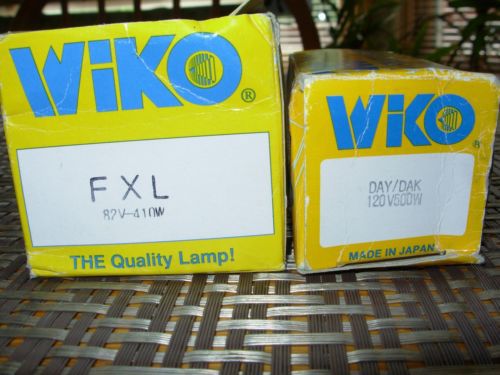 WiKO®
FXL
82V-410W
THE Quality Lamp!
WiKO®
DAY/DAK
120V500W
MADE IN JAPAN